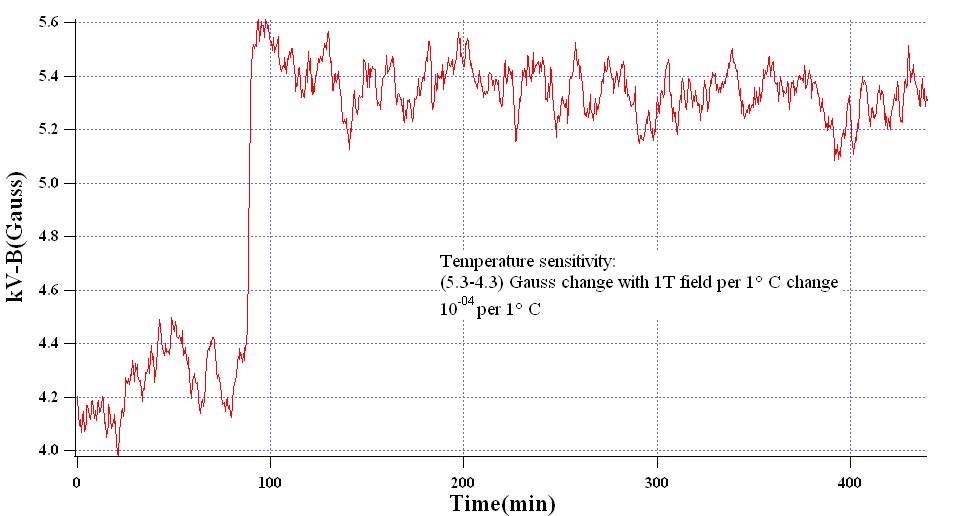 5.6
5.4
5.2
5.0
4.8
4.6
4.4
4.2
4.0
kV-B(Gauss)
Temperature sensitivity:
(5.3-4.3) Gauss change with 1T field per 1° C change
10^-04 per 1° C
0 100 200 300 400
Time(min)